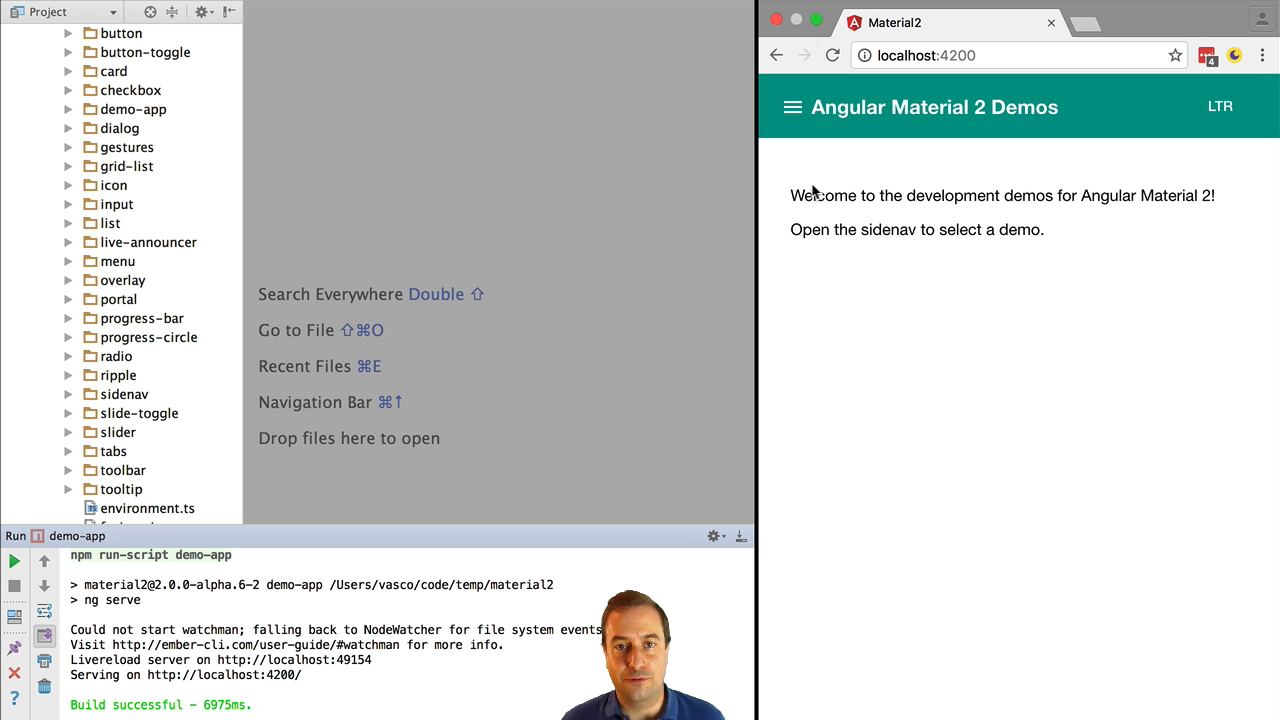 Project
button
button-toggle
card
checkbox
demo-app
dialog
gestures
grid-list
icon
input
list
live-announcer
menu
overlay
portal
progress-bar
progress-circle
radio
ripple
sidenav
slide-toggle
slider
tabs
toolbar
tooltip
environment.ts
Search Everywhere Double ⇧
Go to File ⇧⌘O
Recent Files ⌘E
Navigation Bar ⌘↑
Drop files here to open
Run demo-app
npm run-script demo-app
> material2@2.0.0-alpha.6-2 demo-app /Users/vasco/code/temp/material2
> ng serve
Could not start watchman; falling back to NodeWatcher for file system events
Visit http://ember-cli.com/user-guide/#watchman for more info.
Livereload server on http://localhost:49154
Serving on http://localhost:4200/
Build successful - 6975ms.
Material2
localhost:4200
4
Angular Material 2 Demos
LTR
Welcome to the development demos for Angular Material 2!
Open the sidenav to select a demo.